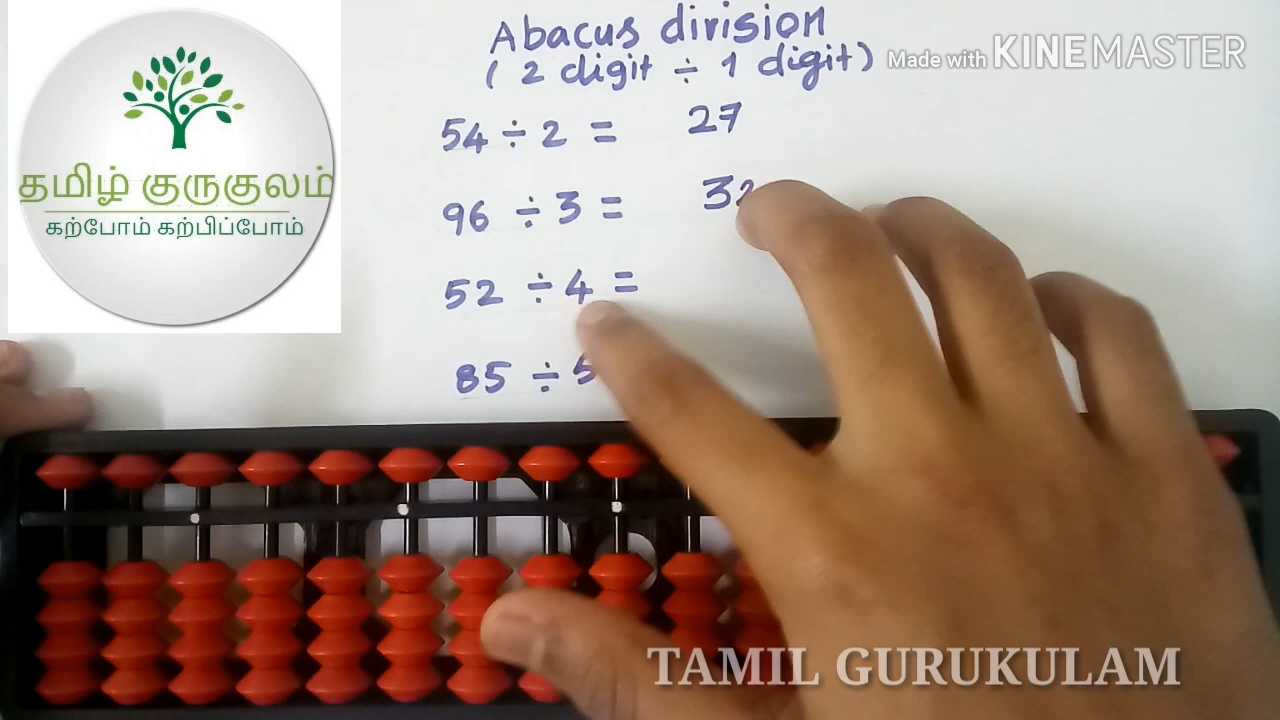 Abacus division
( 2 digit ÷ 1 digit)
Made with KINEMASTER
தமிழ் குருகுலம்
கற்போம் கற்பிப்போம்
54 ÷ 2 = 27
96 ÷ 3 = 32
52 ÷ 4 =
85 ÷ 5
TAMIL GURUKULAM